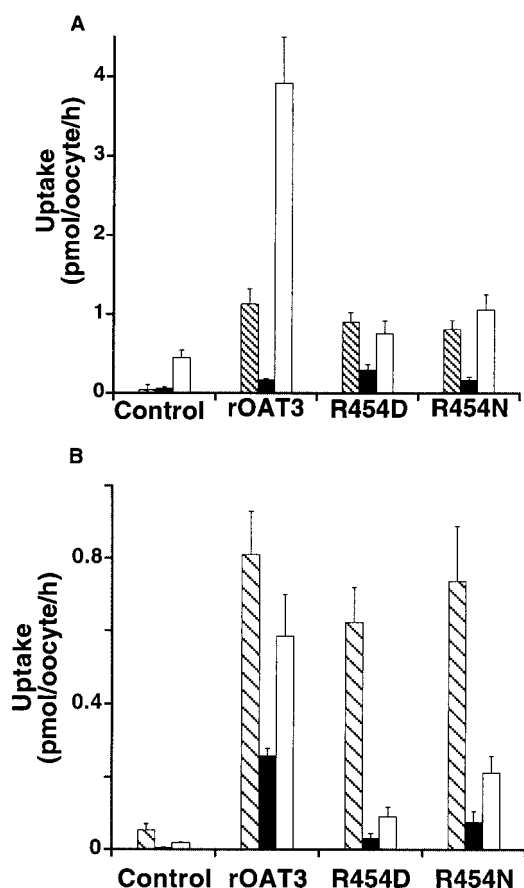 A
Uptake
(pmol/oocyte/h)
4
3
2
1
0
Control rOAT3 R454D R454N
B
Uptake
(pmol/oocyte/h)
0.8
0.4
0
Control rOAT3 R454D R454N